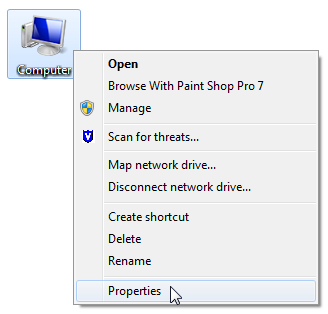 Computer
Open
Browse With Paint Shop Pro 7
Manage
Scan for threats...
Map network drive...
Disconnect network drive...
Create shortcut
Delete
Rename
Properties